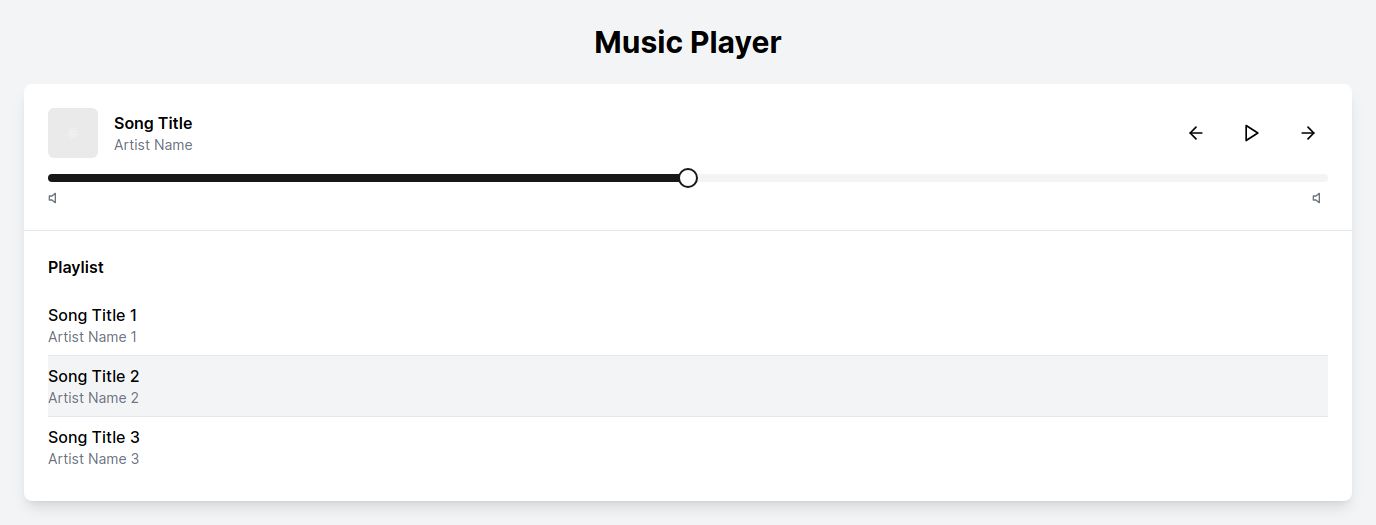 Music Player
Song Title
Artist Name
Playlist
Song Title 1
Artist Name 1
Song Title 2
Artist Name 2
Song Title 3
Artist Name 3